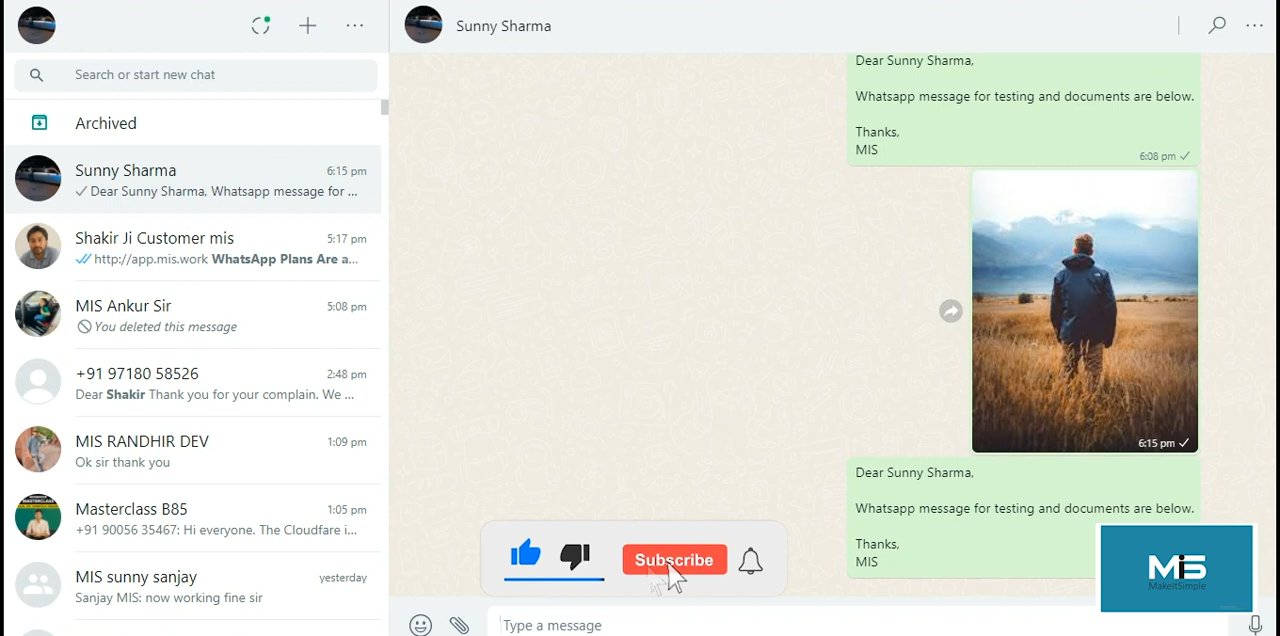 Search or start new chat
Archived
Sunny Sharma
6:15 pm
Dear Sunny Sharma, Whatsapp message for ...
Shakir Ji Customer mis
5:17 pm
http://app.mis.work WhatsApp Plans Are a...
MIS Ankur Sir
5:08 pm
You deleted this message
+91 97180 58526
2:48 pm
Dear Shakir Thank you for your complain. We ...
MIS RANDHIR DEV
1:09 pm
Ok sir thank you
Masterclass B85
1:05 pm
+91 90056 35467: Hi everyone. The Cloudfare i...
MIS sunny sanjay
yesterday
Sanjay MIS: now working fine sir
Sunny Sharma
Dear Sunny Sharma,
Whatsapp message for testing and documents are below.
Thanks,
MIS
6:08 pm
6:15 pm
Dear Sunny Sharma,
Whatsapp message for testing and documents are below.
Thanks,
MIS
Subscribe
MIS
MakeItSimple
Type a message